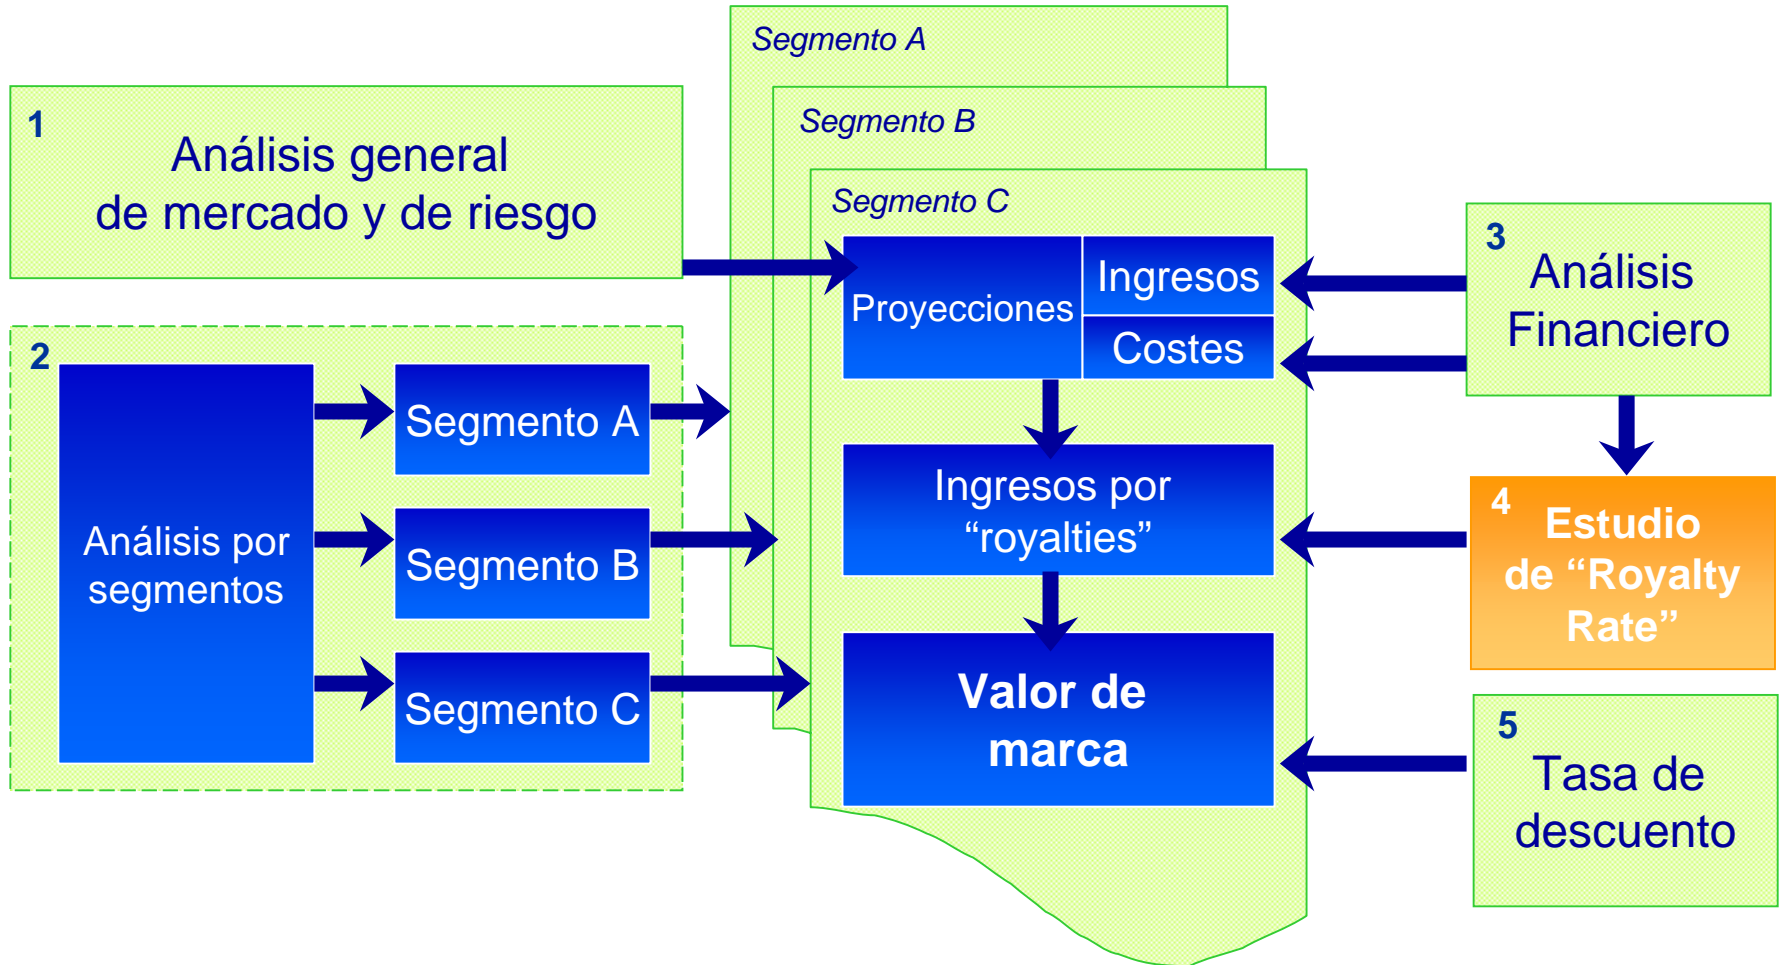 1
Análisis general
de mercado y de riesgo
2
Análisis por
segmentos
Segmento A
Segmento B
Segmento C
Segmento A
Segmento B
Segmento C
Proyecciones
Ingresos
Costes
Ingresos por
“royalties”
Valor de
marca
3
Análisis
Financiero
4
Estudio
de “Royalty
Rate”
5
Tasa de
descuento